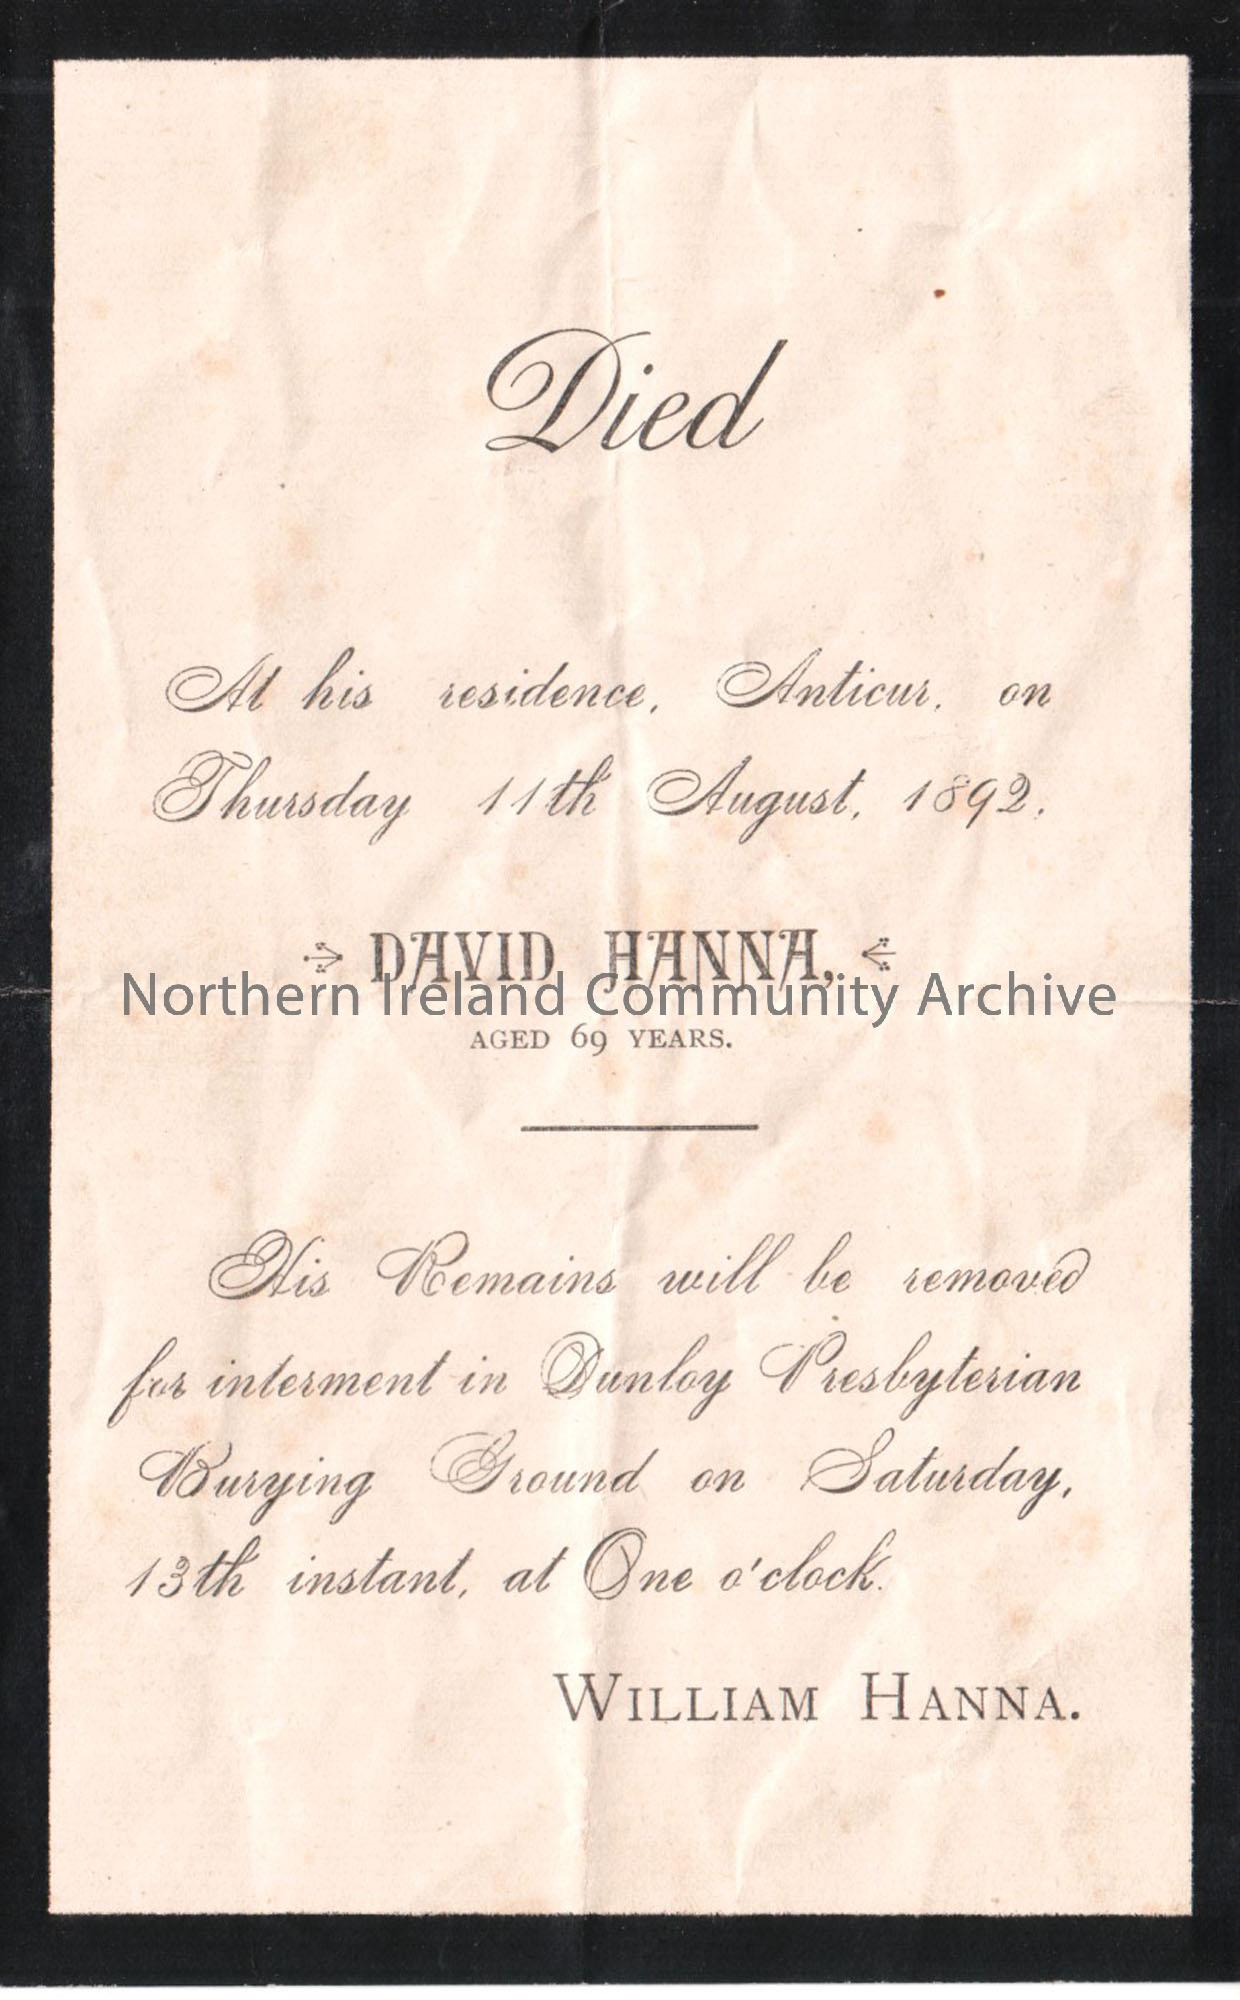 Died
At his residence, Anticur, on
Thursday 11th August, 1892,
DAVID HANNA,
Northern Ireland Community Archive
AGED 69 YEARS.
His Remains will be removed
for interment in Dunloy Presbyterian
Burying Ground on Saturday,
13th instant, at One o'clock.
WILLIAM HANNA.